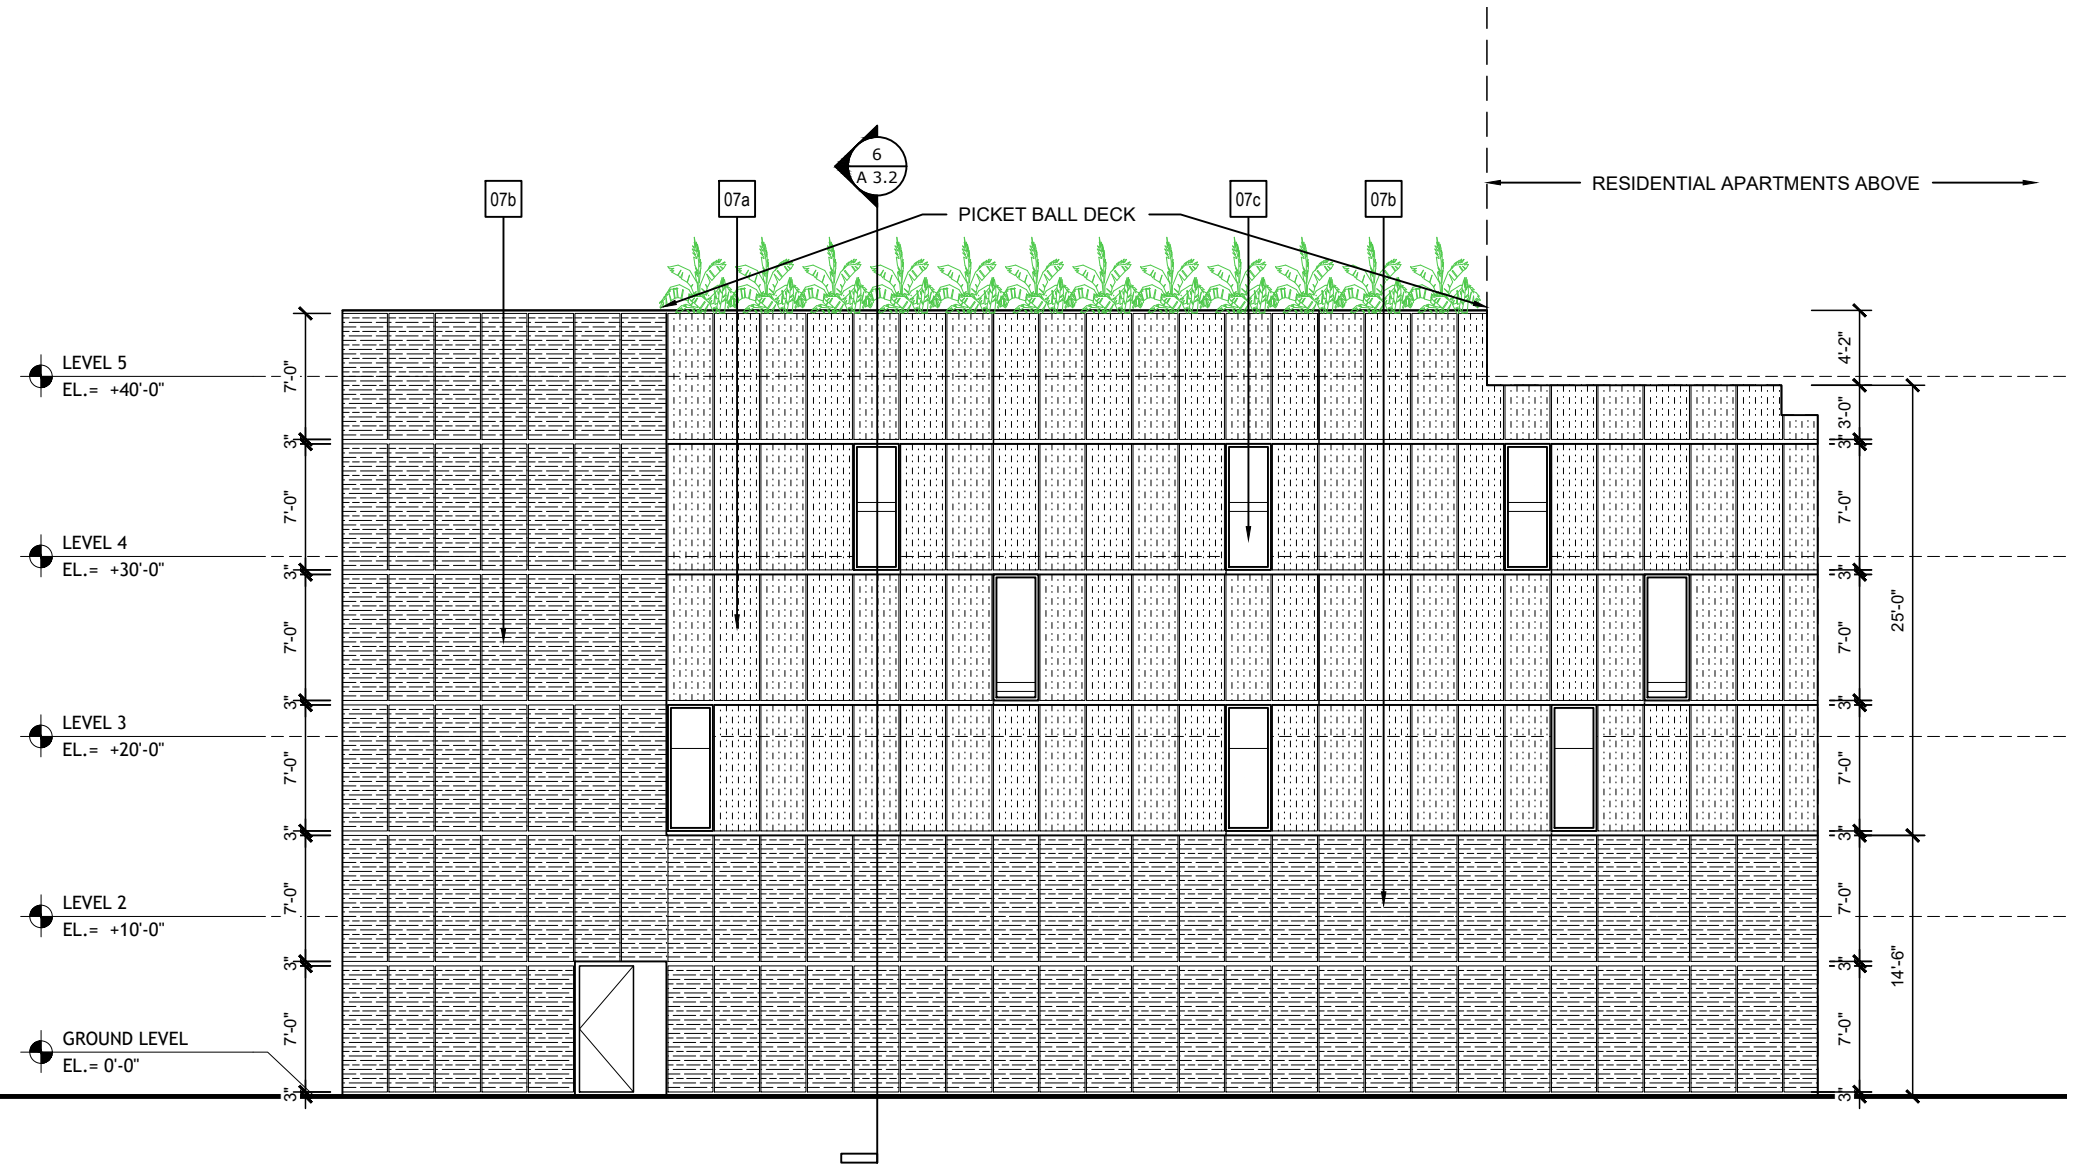 6
A 3.2
07b
07a
07c
07b
RESIDENTIAL APARTMENTS ABOVE
PICKET BALL DECK
LEVEL 5
EL.= +40'-0"
LEVEL 4
EL.= +30'-0"
LEVEL 3
EL.= +20'-0"
LEVEL 2
EL.= +10'-0"
GROUND LEVEL
EL.= 0'-0"
7'-0"
3"
7'-0"
3"
7'-0"
3"
7'-0"
3"
7'-0"
3"
7'-0"
3"
4'-2"
3'-0"
3"
7'-0"
3"
7'-0"
3"
7'-0"
3"
7'-0"
3"
7'-0"
3"
25'-0"
14'-6"